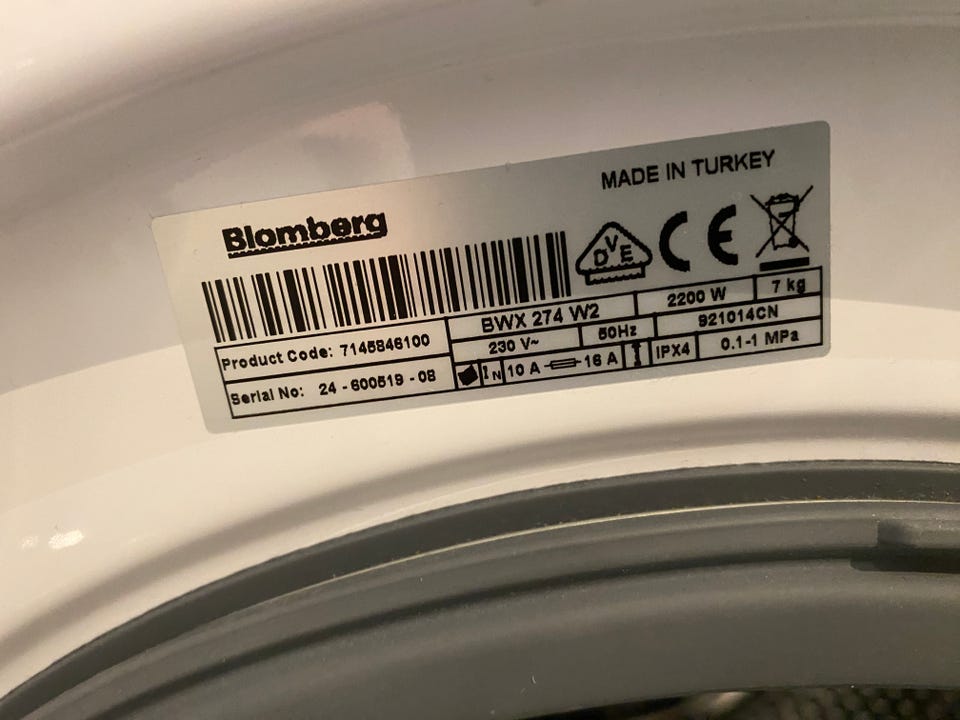 MADE IN TURKEY
Blomberg
DVE
CE
Product Code: 7145846100
Serial No: 24 - 600519 - 08
BWX 274 W2
2200 W
7 kg
230 V~
50Hz
921014CN
IN
10 A
16 A
IPX4
0.1-1 MPa